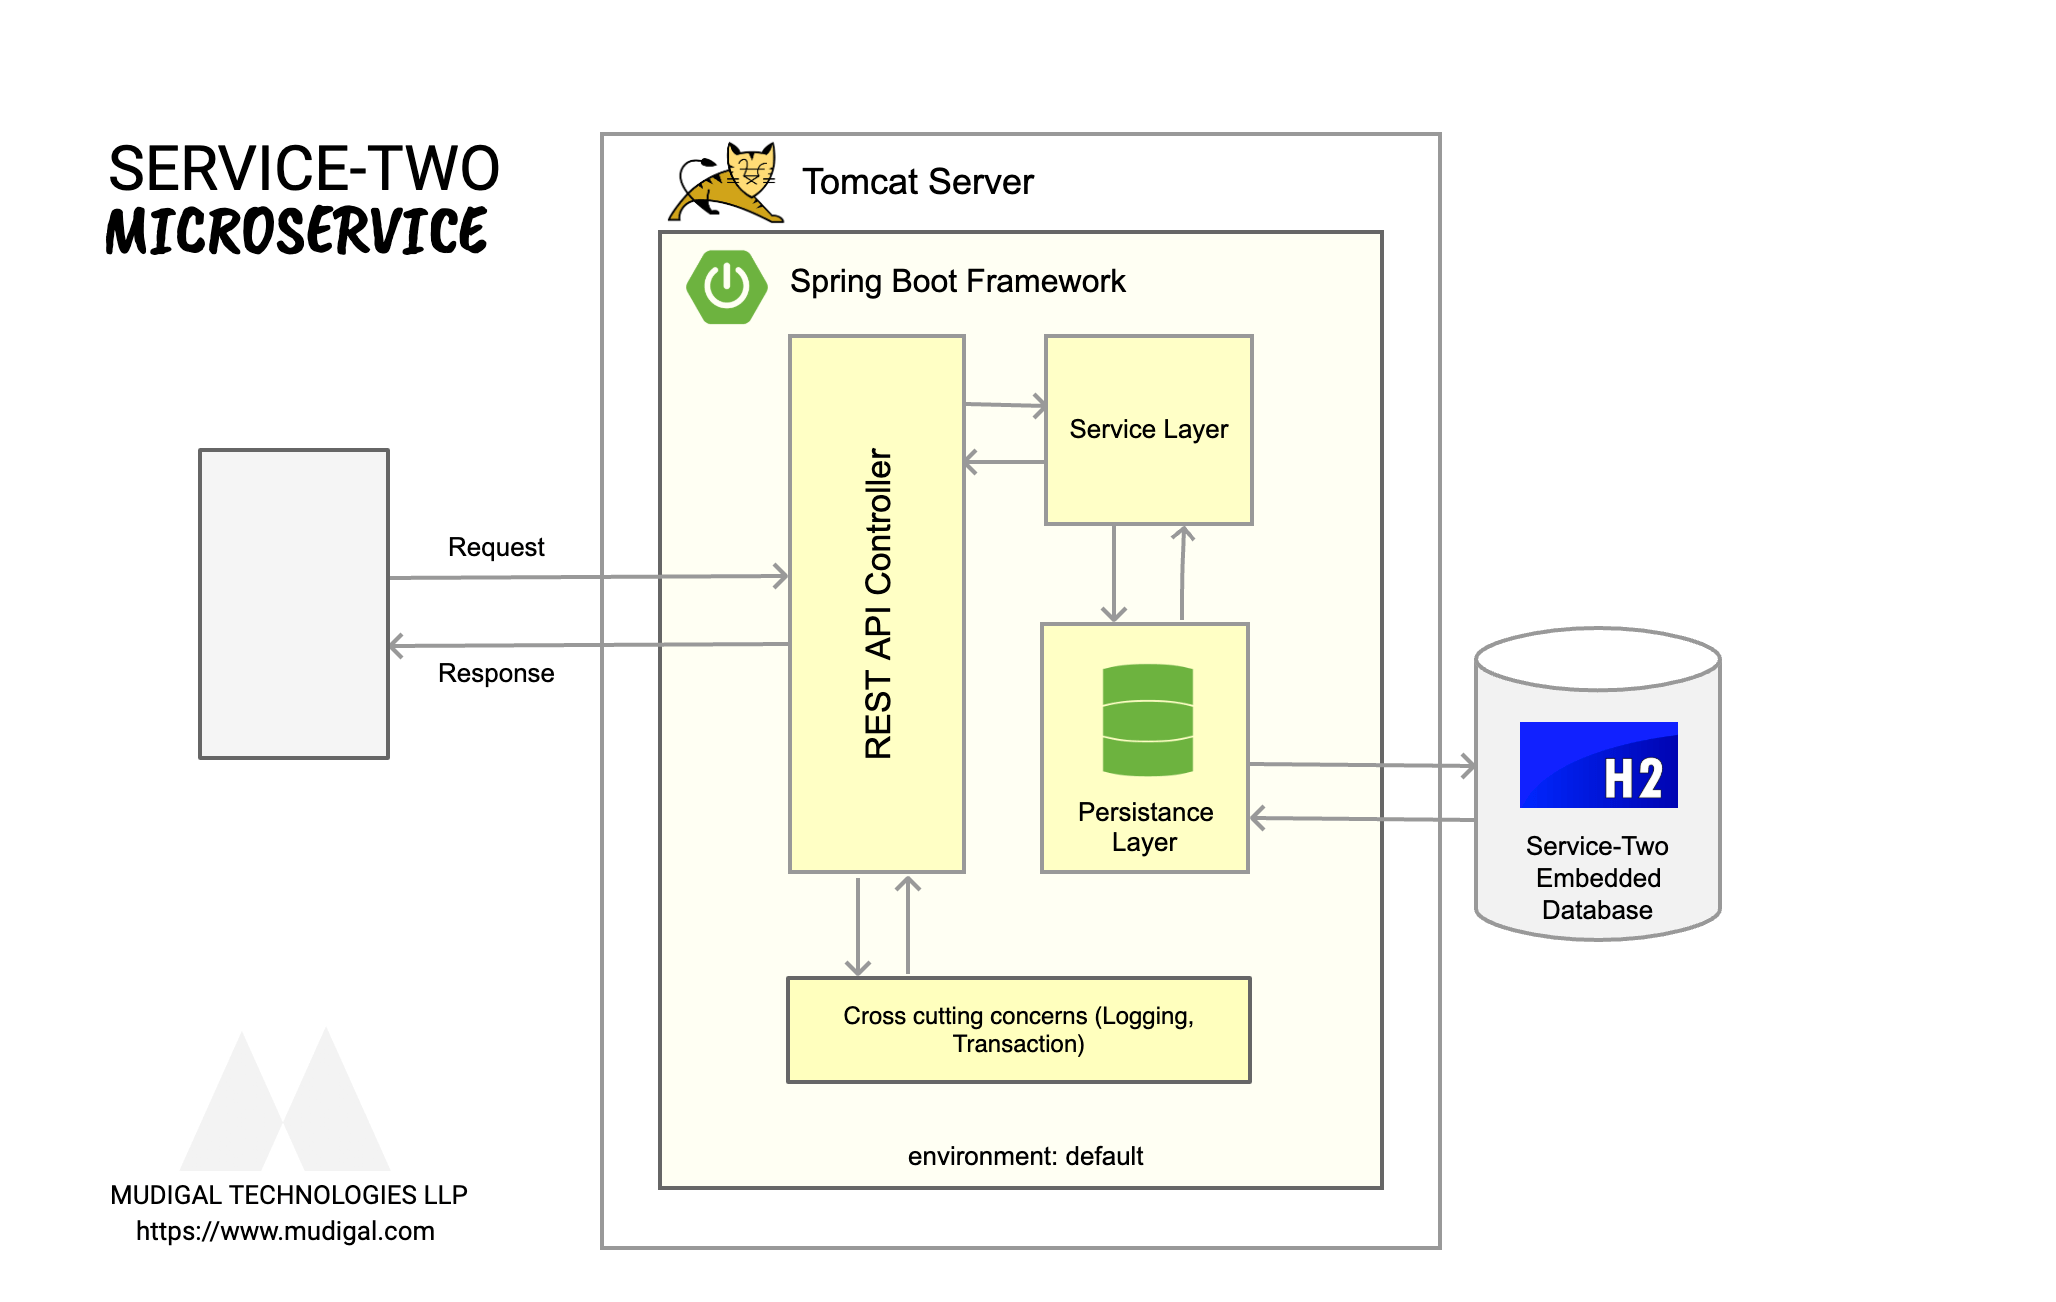 SERVICE-TWO
MICROSERVICE
Tomcat Server
Spring Boot Framework
REST API Controller
Service Layer
Request
Response
Persistance
Layer
H2
Service-Two
Embedded
Database
Cross cutting concerns (Logging,
Transaction)
environment: default
MUDIGAL TECHNOLOGIES LLP
https://www.mudigal.com